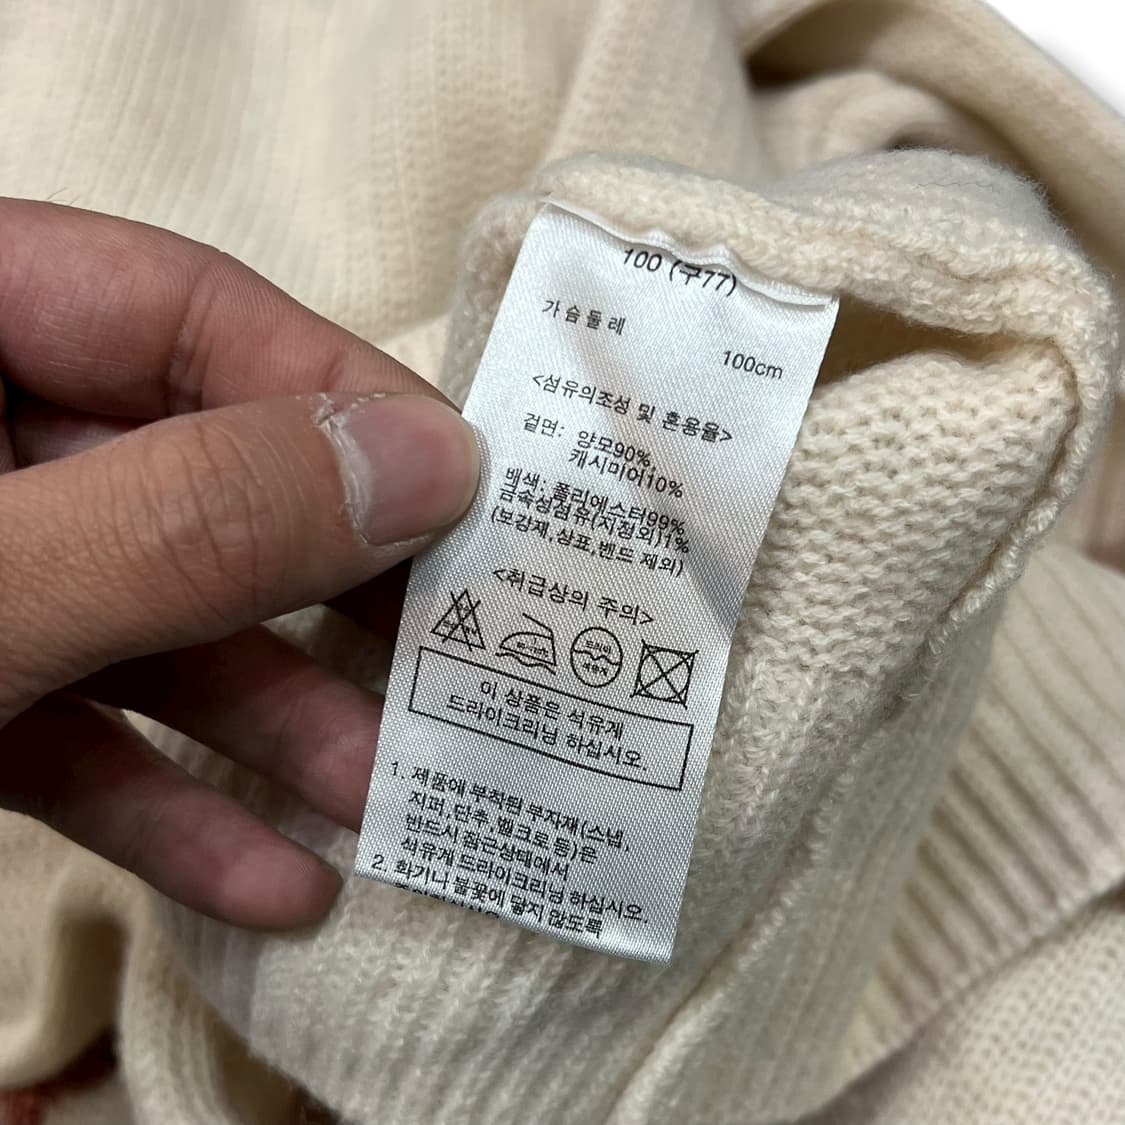 100 (구77)
가슴둘레
100cm
<섬유의조성 및 혼용율>
겉면: 양모90%,
캐시미어10%
배색: 폴리에스터99%
금속성섬유(지정외)1%
(보강재,상표,밴드 제외)
<취급상의 주의>
드라이
이 상품은 석유계
드라이크리닝 하십시오.
1. 제품에 부착된 부자재(스냅,
지퍼,단추,벨크로 등)은
반드시 잠근상태에서
석유계 드라이크리닝 하십시오.
2. 화기나 불꽃에 닿지 않도록